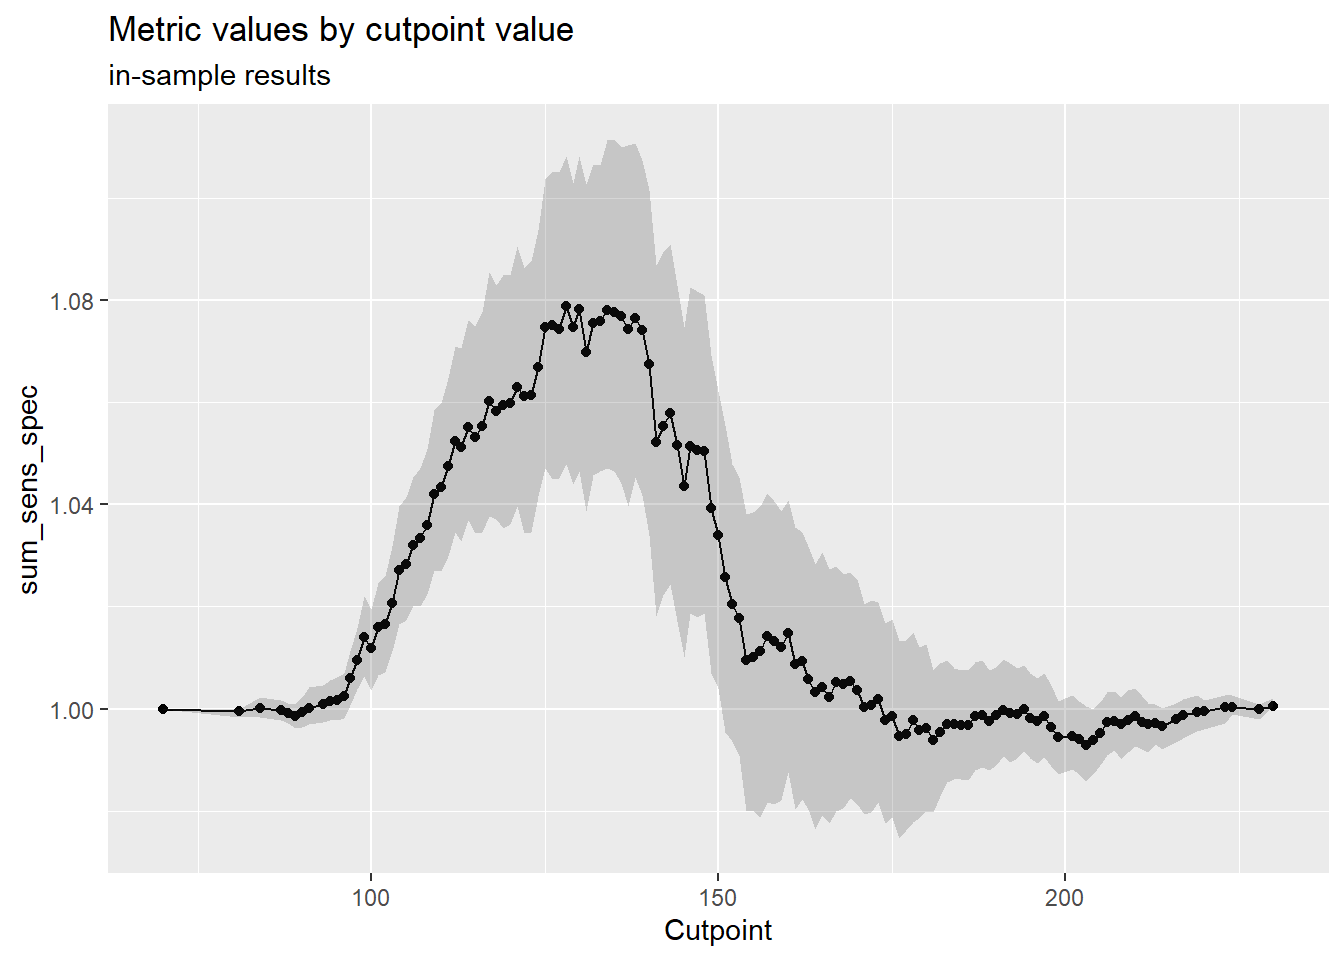 Metric values by cutpoint value
in-sample results
sum_sens_spec
1.08
1.04
1.00
100
150
200
Cutpoint